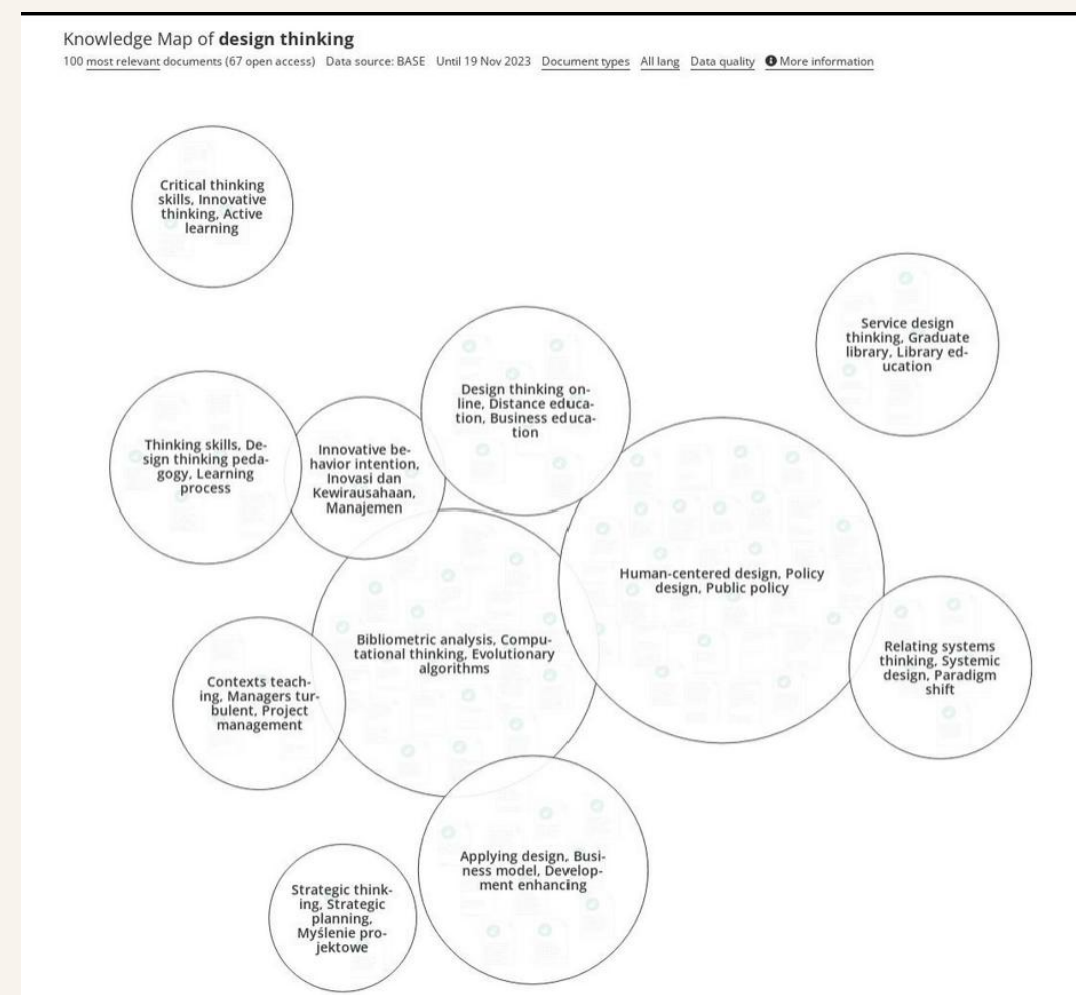 Knowledge Map of design thinking
100 most relevant documents (67 open access) Data source: BASE Until 19 Nov 2023 Document types All lang Data quality More information
Critical thinking
skills, Innovative
thinking, Active
learning
Service design
thinking, Graduate
library, Library ed-
ucation
Design thinking on-
line, Distance educa-
tion, Business educa-
tion
Thinking skills, De-
sign thinking peda-
gogy, Learning
process
Innovative be-
havior intention,
Inovasi dan
Kewirausahaan,
Manajemen
Human-centered design, Policy
design, Public policy
Bibliometric analysis, Compu-
tational thinking, Evolutionary
algorithms
Relating systems
thinking, Systemic
design, Paradigm
shift
Contexts teach-
ing, Managers tur-
bulent, Project
management
Applying design, Busi-
ness model, Develop-
ment enhancing
Strategic think-
ing, Strategic
planning,
Myślenie pro-
jektowe